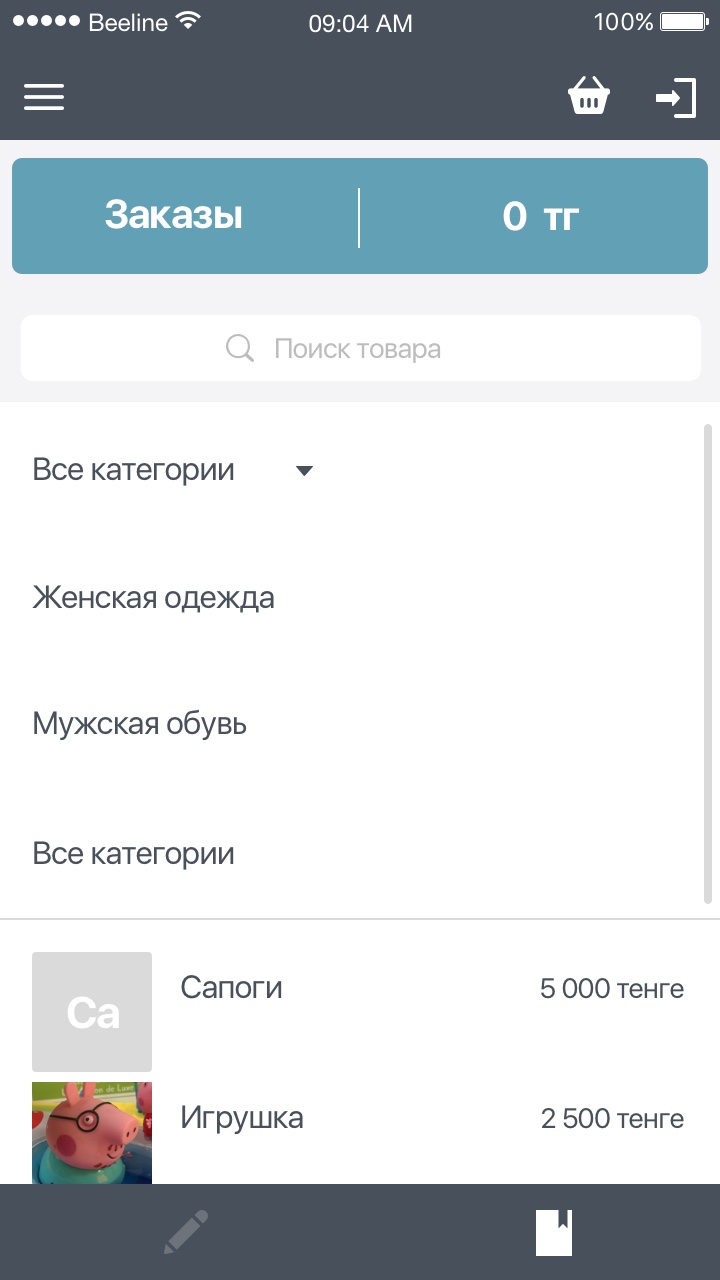 Beeline 09:04 AM 100%
Заказы 0 тг
Поиск товара
Все категории
Женская одежда
Мужская обувь
Все категории
Са
Сапоги 5 000 тенге
Игрушка 2 500 тенге